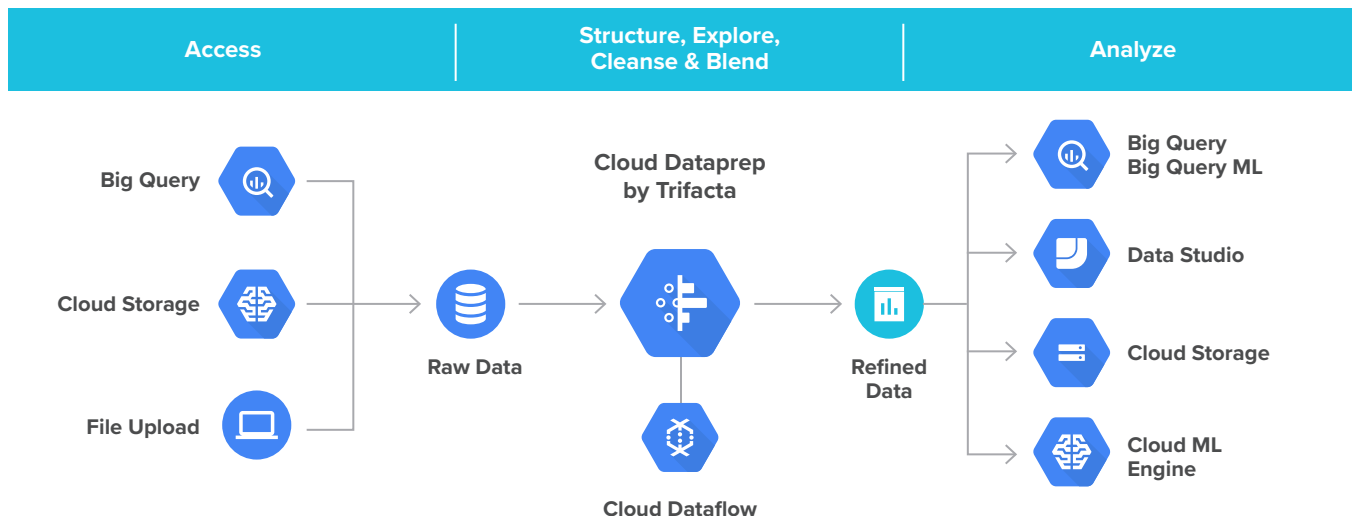 Access
Structure, Explore,
Cleanse & Blend
Analyze
Big Query
Cloud Storage
File Upload
Raw Data
Cloud Dataprep
by Trifacta
Cloud Dataflow
Refined
Data
Big Query
Big Query ML
Data Studio
Cloud Storage
Cloud ML
Engine